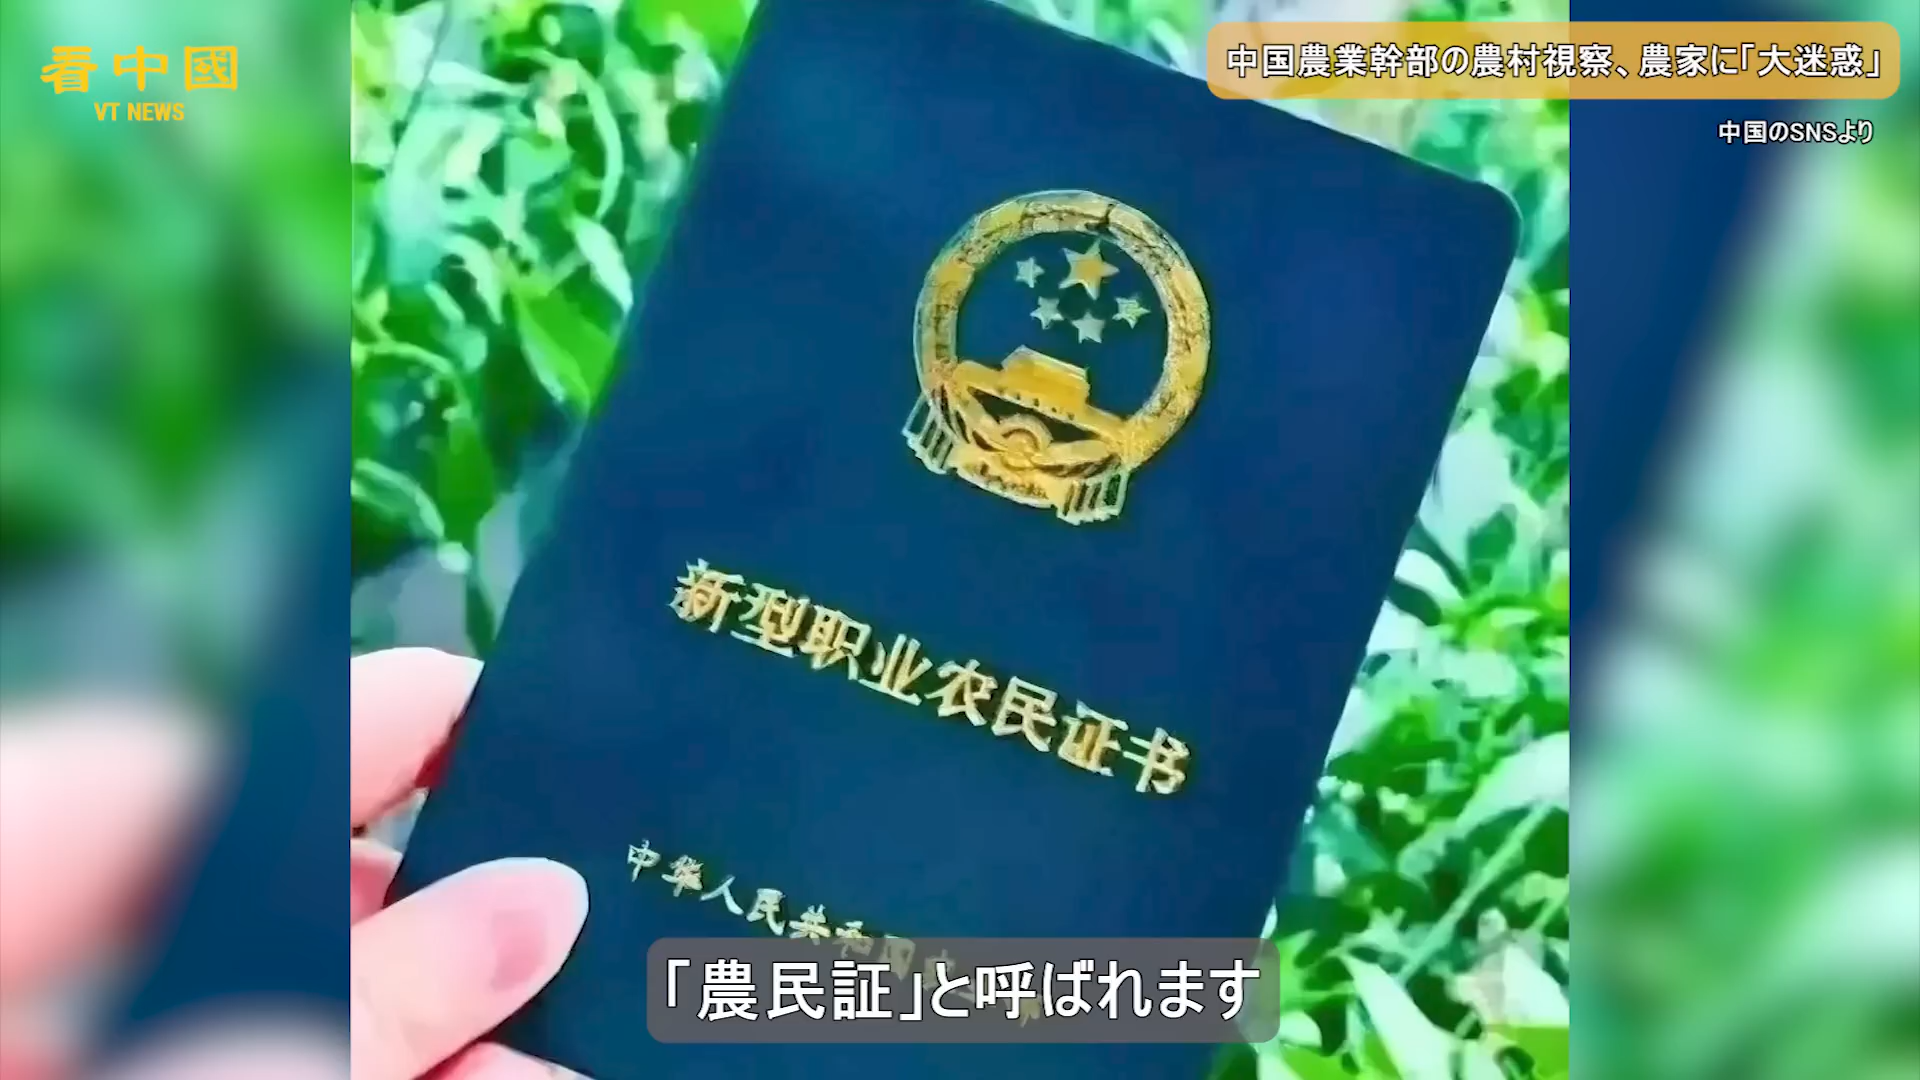 看中國
VT NEWS
中国農業幹部の農村視察、農家に「大迷惑」
中国のSNSより
新型职业农民证书
中华人民共和国
「農民証」と呼ばれます